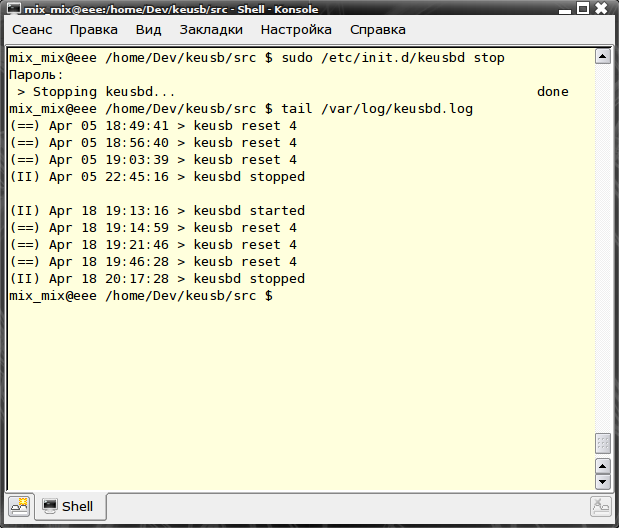 mix_mix@eee:/home/Dev/keusb/src - Shell - Konsole
Сеанс Правка Вид Закладки Настройка Справка
mix_mix@eee /home/Dev/keusb/src $ sudo /etc/init.d/keusbd stop
Пароль:
> Stopping keusbd... done
mix_mix@eee /home/Dev/keusb/src $ tail /var/log/keusbd.log
(==) Apr 05 18:49:41 > keusb reset 4
(==) Apr 05 18:56:40 > keusb reset 4
(==) Apr 05 19:03:39 > keusb reset 4
(II) Apr 05 22:45:16 > keusbd stopped
(II) Apr 18 19:13:16 > keusbd started
(==) Apr 18 19:14:59 > keusb reset 4
(==) Apr 18 19:21:46 > keusb reset 4
(==) Apr 18 19:46:28 > keusb reset 4
(II) Apr 18 20:17:28 > keusbd stopped
mix_mix@eee /home/Dev/keusb/src $
Shell